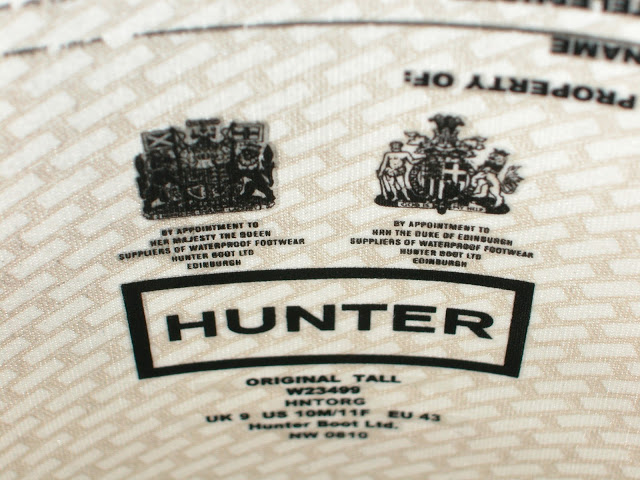 NAME
PROPERTY OF:
BY APPOINTMENT TO
HER MAJESTY THE QUEEN
SUPPLIERS OF WATERPROOF FOOTWEAR
HUNTER BOOT LTD
EDINBURGH
BY APPOINTMENT TO
HRH THE DUKE OF EDINBURGH
SUPPLIERS OF WATERPROOF FOOTWEAR
HUNTER BOOT LTD
EDINBURGH
HUNTER
ORIGINAL TALL
W23499
HNTORG
UK 9 US 10M/11F EU 43
Hunter Boot Ltd.
NW 0810